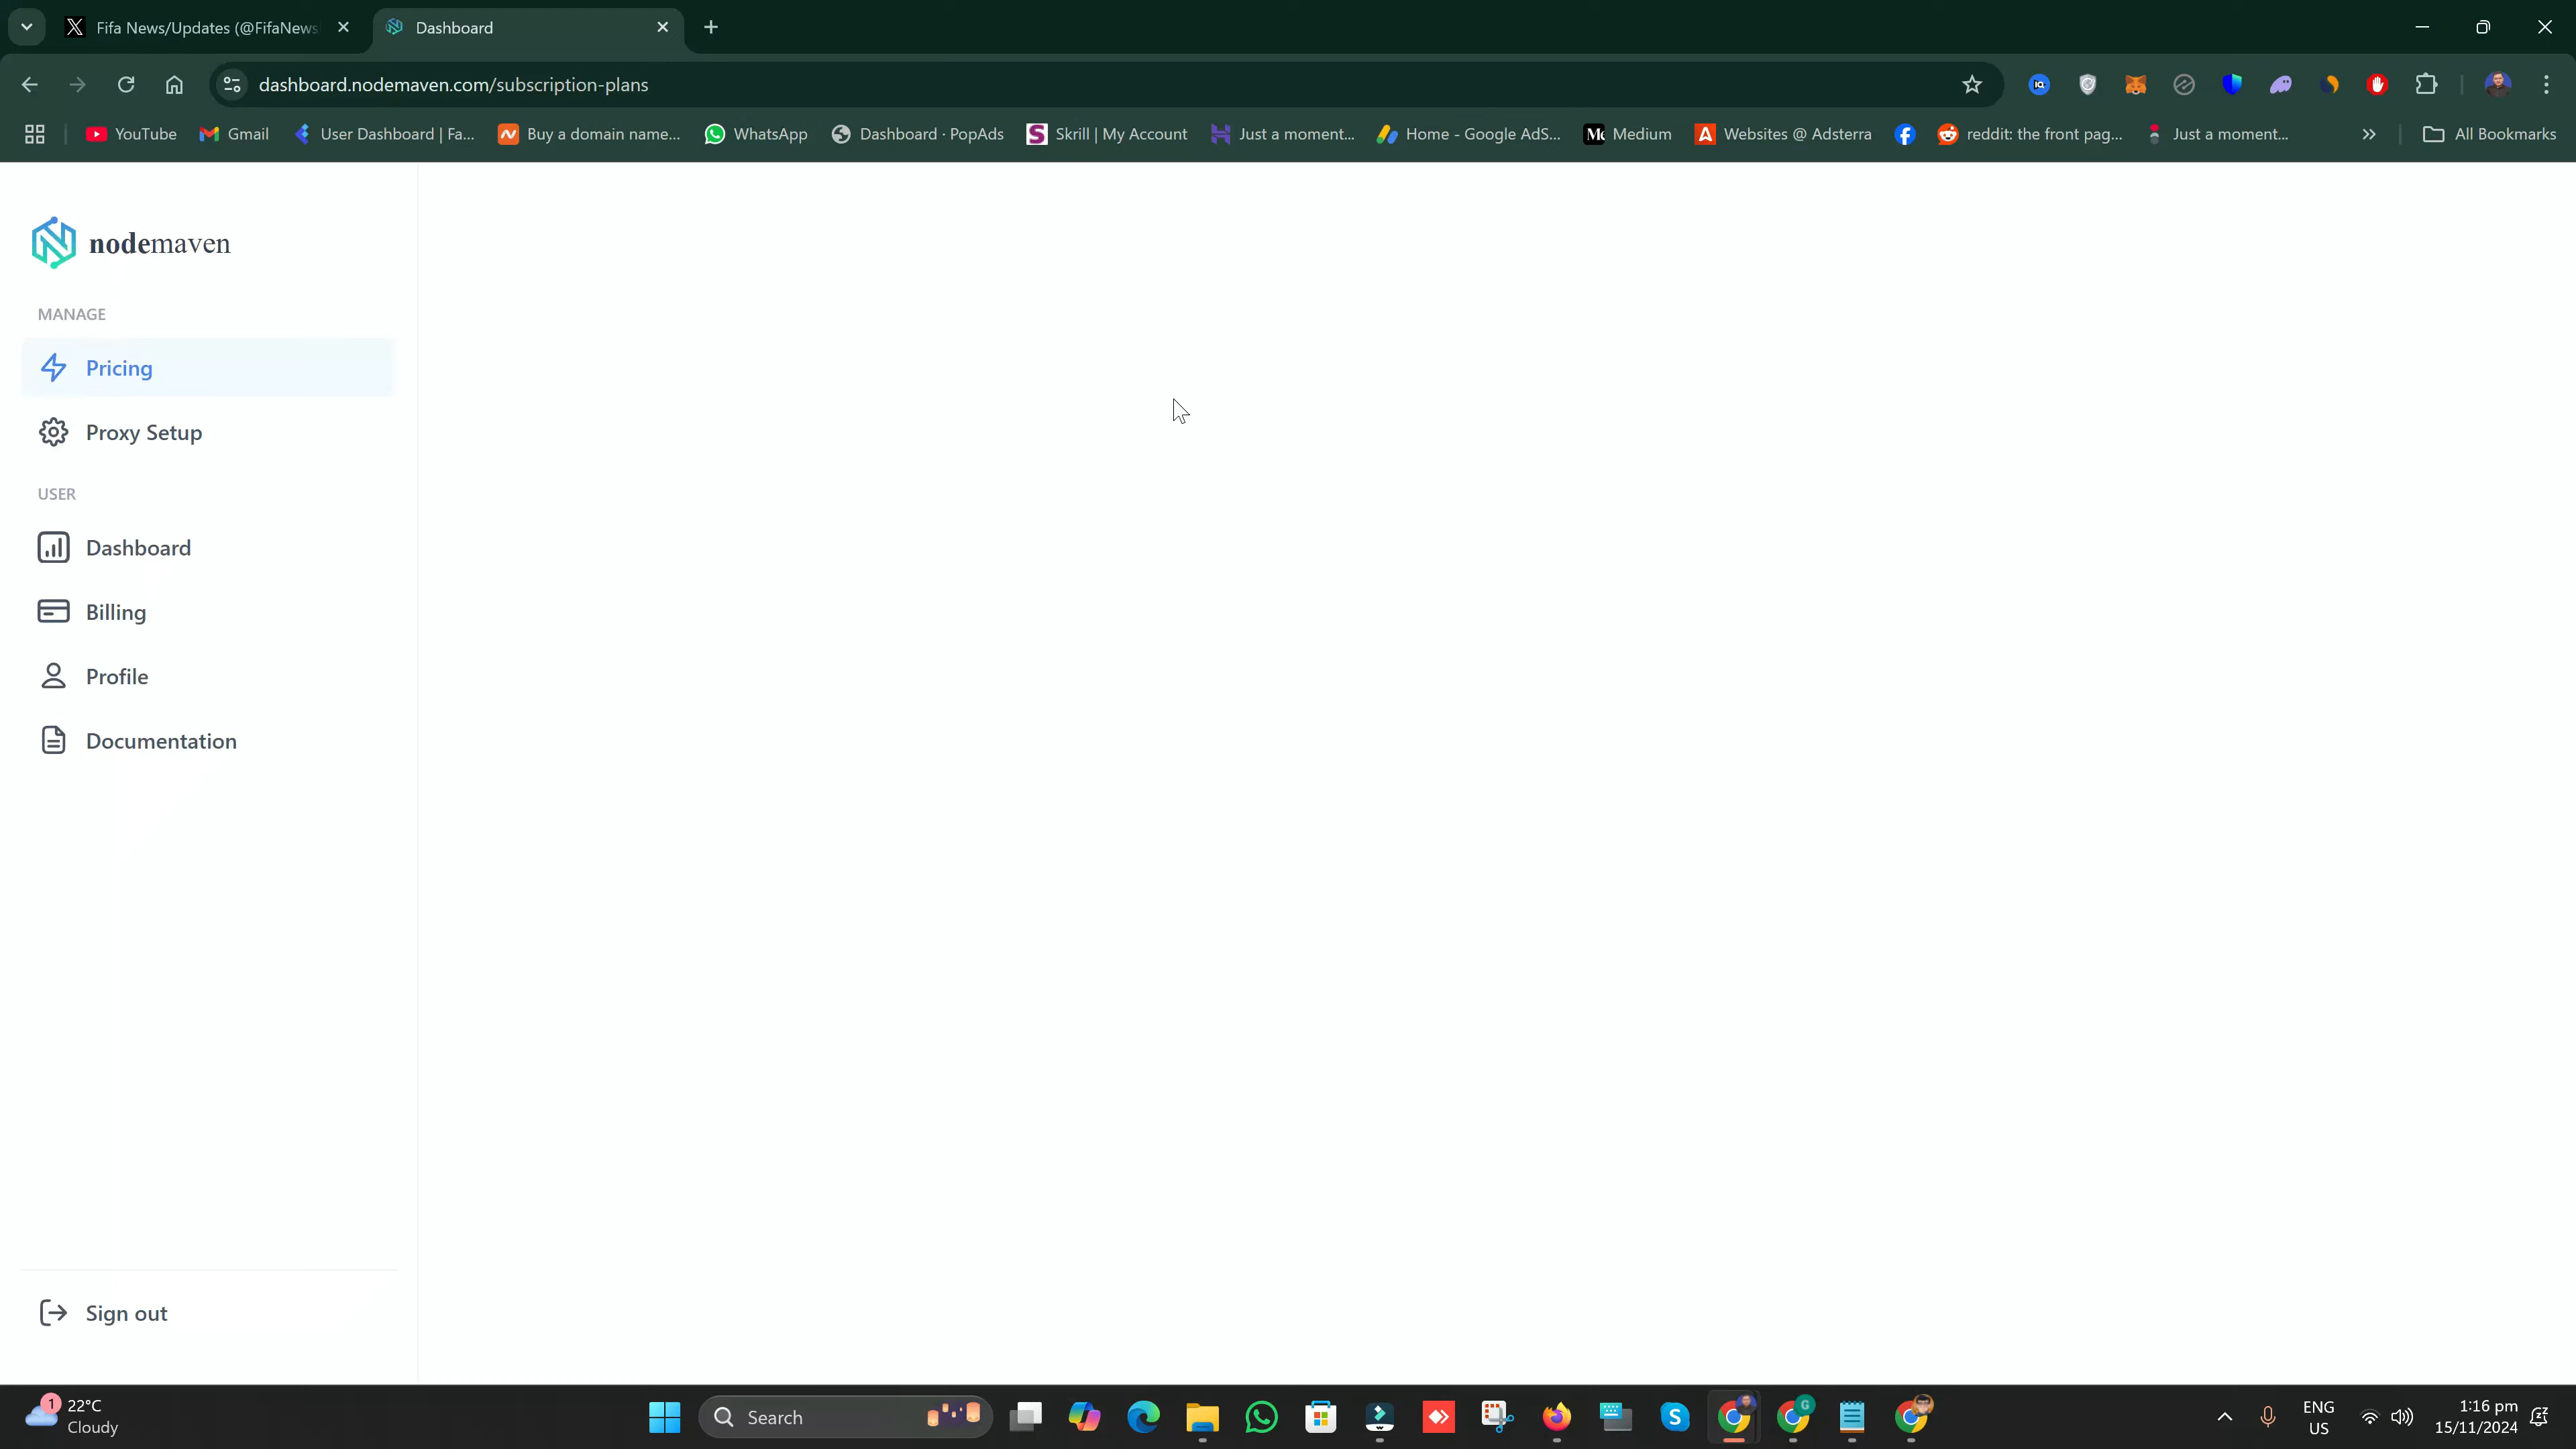 Fifa News/Updates (@FifaNews
Dashboard
dashboard.nodemaven.com/subscription-plans
YouTube
Gmail
User Dashboard | Fa...
Buy a domain name...
WhatsApp
Dashboard · PopAds
Skrill | My Account
Just a moment...
Home - Google AdS...
Medium
Websites @ Adsterra
reddit: the front pag...
Just a moment...
All Bookmarks
nodemaven
MANAGE
Pricing
Proxy Setup
USER
Dashboard
Billing
Profile
Documentation
Sign out
1
22°C
Cloudy
Search
G
ENG
US
1:16 pm
15/11/2024